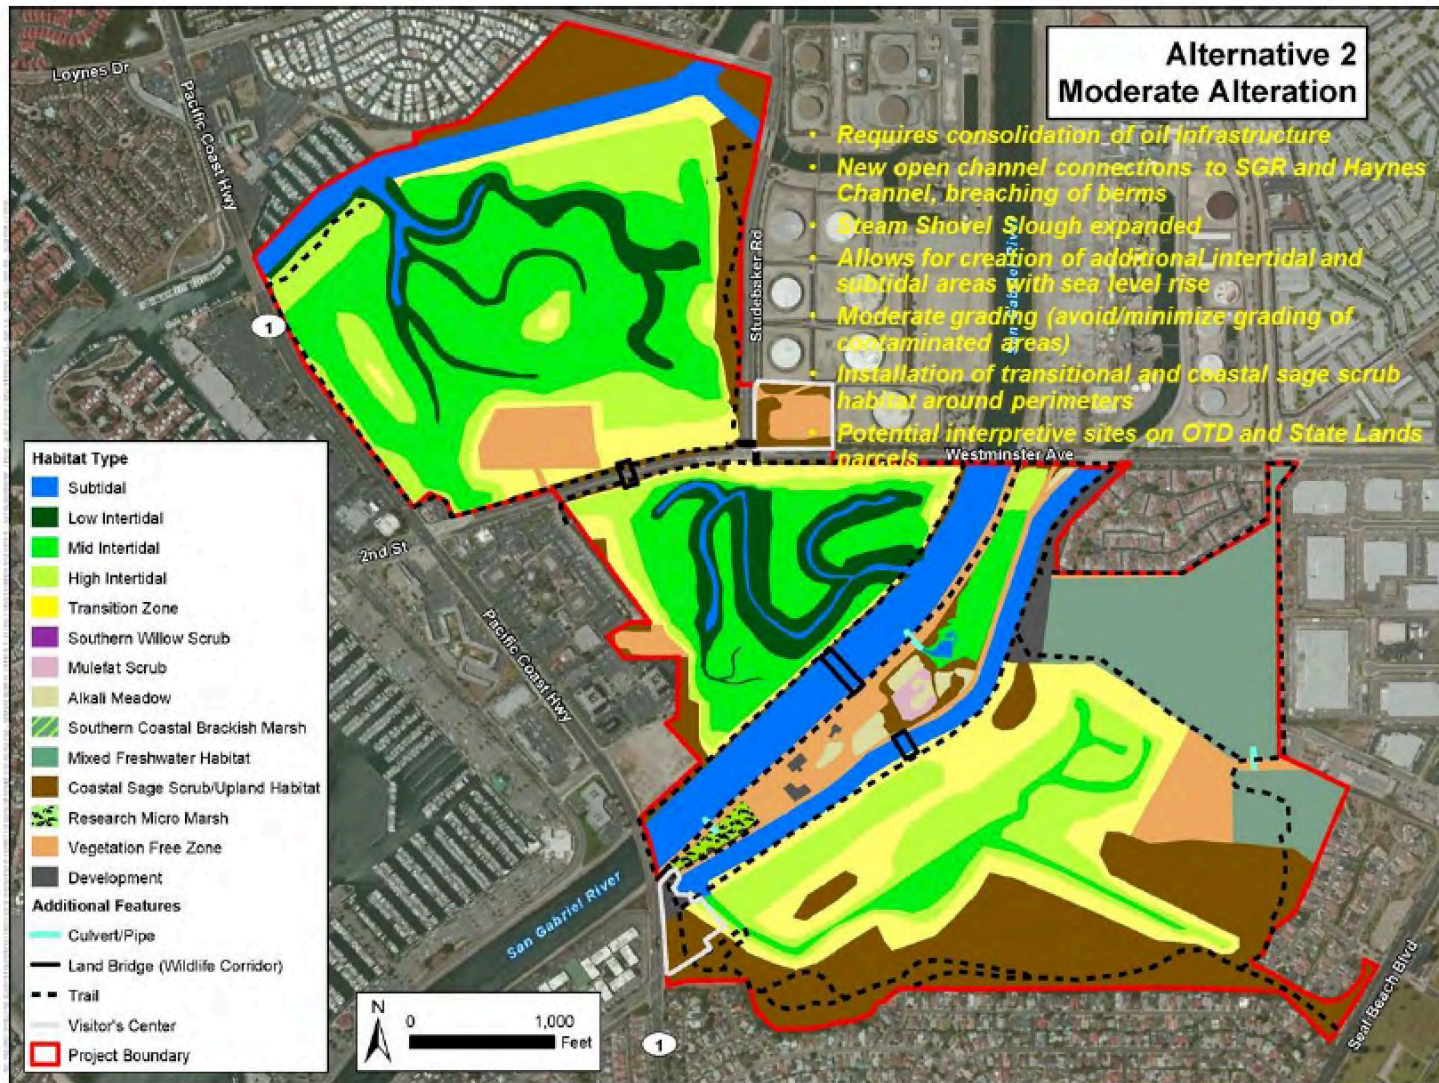 Alternative 2
Moderate Alteration
• Requires consolidation of oil infrastructure
• New open channel connections to SGR and Haynes
Channel, breaching of berms
• Steam Shovel Slough expanded
• Allows for creation of additional intertidal and
subtidal areas with sea level rise
• Moderate grading (avoid/minimize grading of
contaminated areas)
• Installation of transitional and coastal sage scrub
habitat around perimeters
• Potential interpretive sites on OTD and State Lands
parcels
Loynes Dr
Pacific Coast Hwy
1
Studebaker Rd
San Gabriel River
Westminster Ave
2nd St
Pacific Coast Hwy
San Gabriel River
Seal Beach Blvd
1
Habitat Type
Subtidal
Low Intertidal
Mid Intertidal
High Intertidal
Transition Zone
Southern Willow Scrub
Mulefat Scrub
Alkali Meadow
Southern Coastal Brackish Marsh
Mixed Freshwater Habitat
Coastal Sage Scrub/Upland Habitat
Research Micro Marsh
Vegetation Free Zone
Development
Additional Features
Culvert/Pipe
Land Bridge (Wildlife Corridor)
Trail
Visitor's Center
Project Boundary
N
0 1,000
Feet